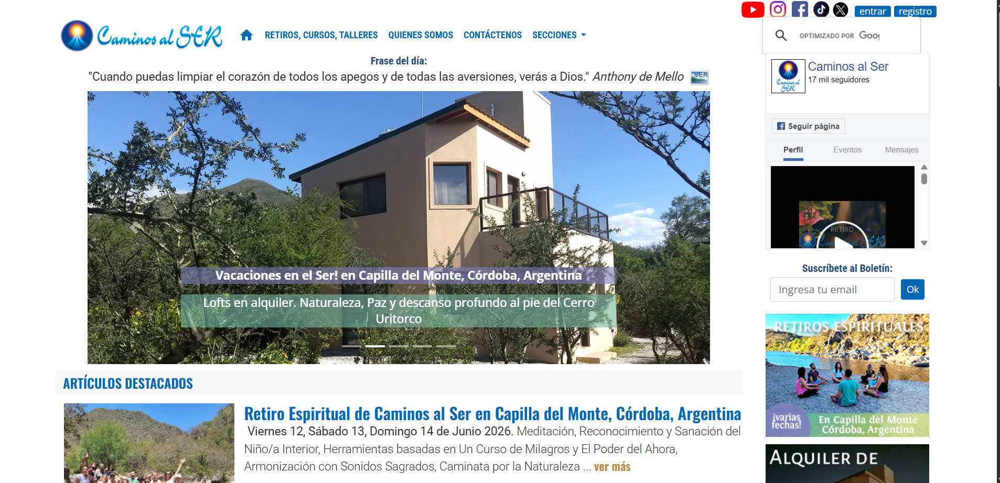 entrar registro
Caminos al SER
RETIROS, CURSOS, TALLERES QUIENES SOMOS CONTÁCTENOS SECCIONES
OPTIMIZADO POR Goog
Frase del día:
"Cuando puedas limpiar el corazón de todos los apegos y de todas las aversiones, verás a Dios." Anthony de Mello VER
Vacaciones en el Ser! en Capilla del Monte, Córdoba, Argentina
Lofts en alquiler. Naturaleza, Paz y descanso profundo al pie del Cerro
Uritorco
ARTÍCULOS DESTACADOS
Retiro Espiritual de Caminos al Ser en Capilla del Monte, Córdoba, Argentina
Viernes 12, Sábado 13, Domingo 14 de Junio 2026. Meditación, Reconocimiento y Sanación del
Niño/a Interior, Herramientas basadas en Un Curso de Milagros y El Poder del Ahora,
Armonización con Sonidos Sagrados, Caminata por la Naturaleza ... ver más
Caminos al
SER
Caminos al Ser
17 mil seguidores
Seguir página
Perfil Eventos Mensajes
RETIRO
Caminos al SER
Suscríbete al Boletín:
Ingresa tu email Ok
RETIROS ESPIRITUALES
¡varias
fechas!
En Capilla del Monte
Córdoba, Argentina
ALQUILER DE